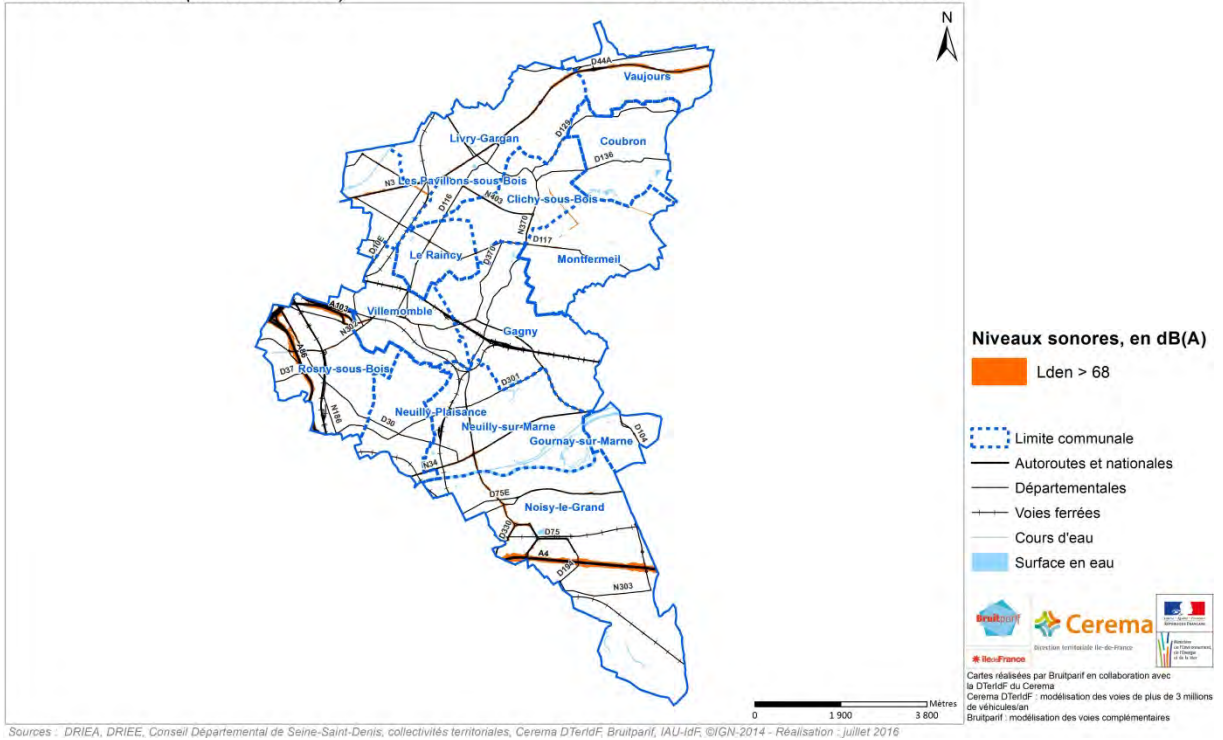 N
D44A
Vaujours
Livry-Gargan
D129
Coubron
D136
N3
Les Pavillons-sous-Bois
D116
N403
Clichy-sous-Bois
N370
D10E
D117
Le Raincy
D370
Montfermeil
A103
Villemomble
N302
Gagny
A86
D37
Rosny-sous-Bois
D301
N186
Neuilly-Plaisance
D30
Neuilly-sur-Marne
D104
Gournay-sur-Marne
N34
D75E
Noisy-le-Grand
D330
D75
A4
D194
N303
Mètres
0 1 900 3 800
Niveaux sonores, en dB(A)
Lden > 68
Limite communale
Autoroutes et nationales
Départementales
Voies ferrées
Cours d'eau
Surface en eau
Bruitparif
Cerema
Direction territoriale Ile-de-France
îledeFrance
Cartes réalisées par Bruitparif en collaboration avec
la DTerIdF du Cerema
Cerema DTerIdF : modélisation des voies de plus de 3 millions
de véhicules/an
Bruitparif : modélisation des voies complémentaires
Sources : DRIEA, DRIEE, Conseil Départemental de Seine-Saint-Denis, collectivités territoriales, Cerema DTerIdF, Bruitparif, IAU-IdF, ©IGN-2014 - Réalisation : juillet 2016